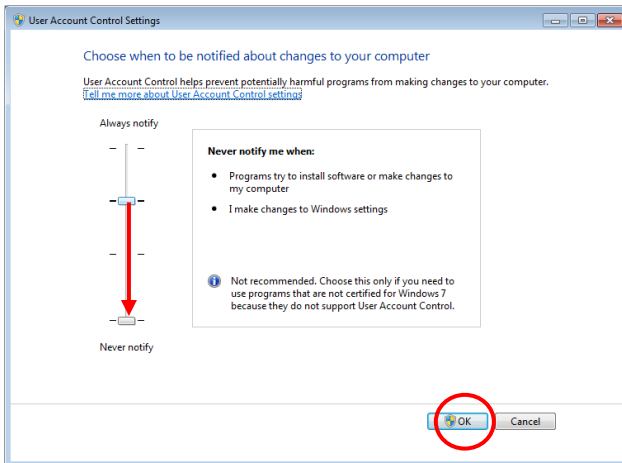 User Account Control Settings
Choose when to be notified about changes to your computer
User Account Control helps prevent potentially harmful programs from making changes to your computer.
Tell me more about User Account Control settings
Always notify
Never notify me when:
• Programs try to install software or make changes to
my computer
• I make changes to Windows settings
Not recommended. Choose this only if you need to
use programs that are not certified for Windows 7
because they do not support User Account Control.
Never notify
OK Cancel